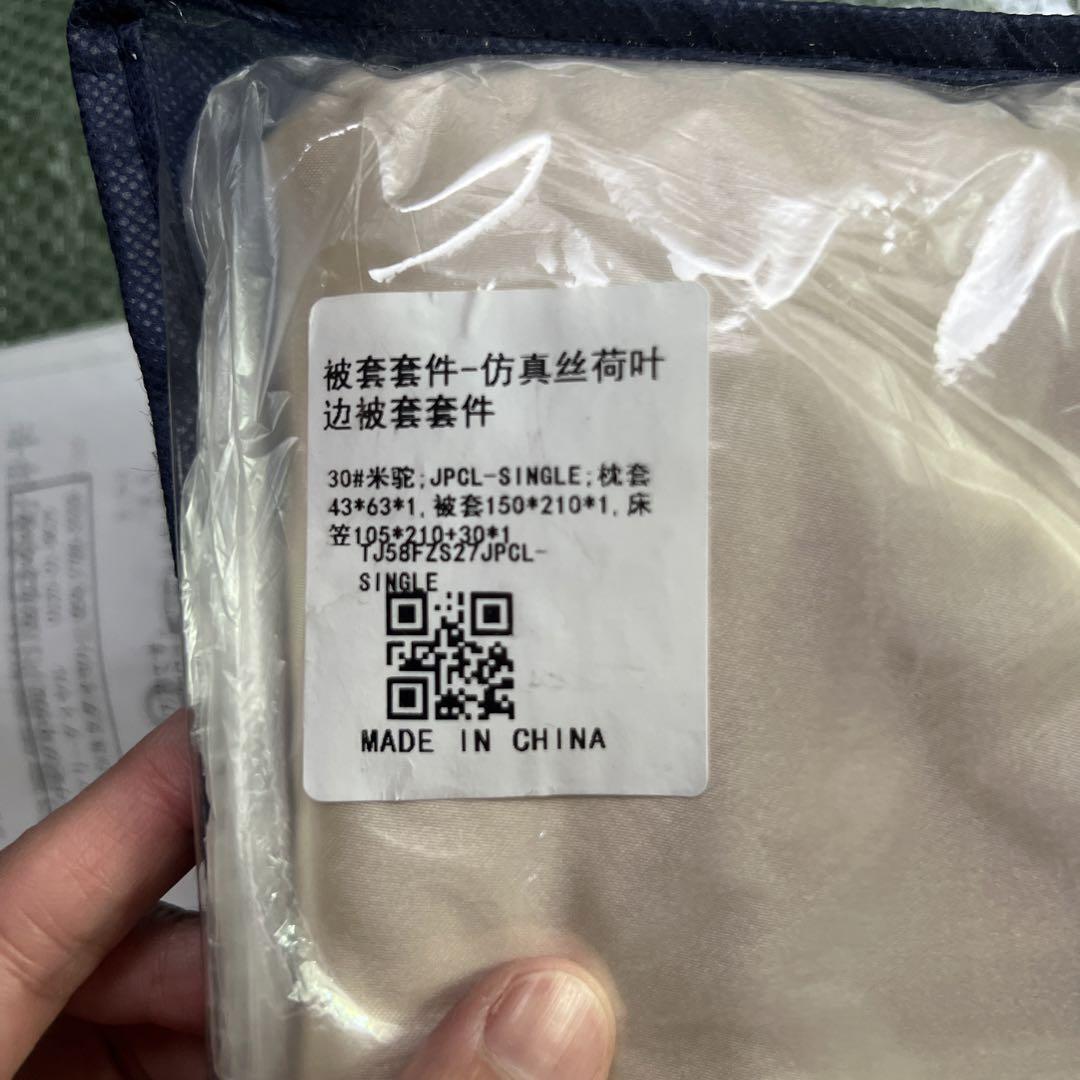 被套套件-仿真丝荷叶
边被套套件
30#米驼;JPCL-SINGLE;枕套
43*63*1,被套150*210*1,床
笠105*210+30*1
TJ58FZS27JPCL-
SINGLE
MADE IN CHINA